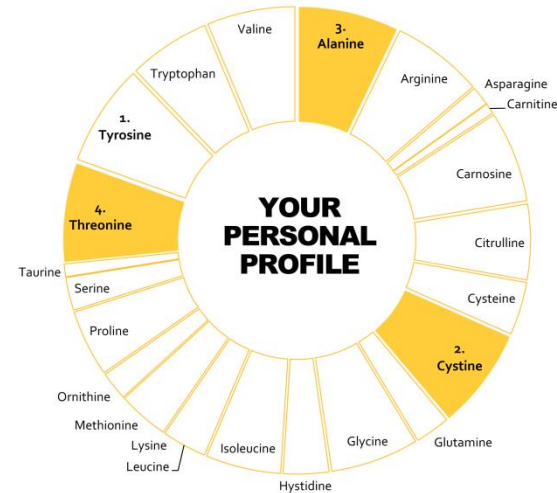 Valine
3.
Alanine
Arginine
Asparagine
Carnitine
Carnosine
Citrulline
Cysteine
2.
Cystine
Glutamine
Glycine
Hystidine
Isoleucine
Leucine
Lysine
Methionine
Ornithine
Proline
Serine
Taurine
4.
Threonine
1.
Tyrosine
Tryptophan
YOUR
PERSONAL
PROFILE